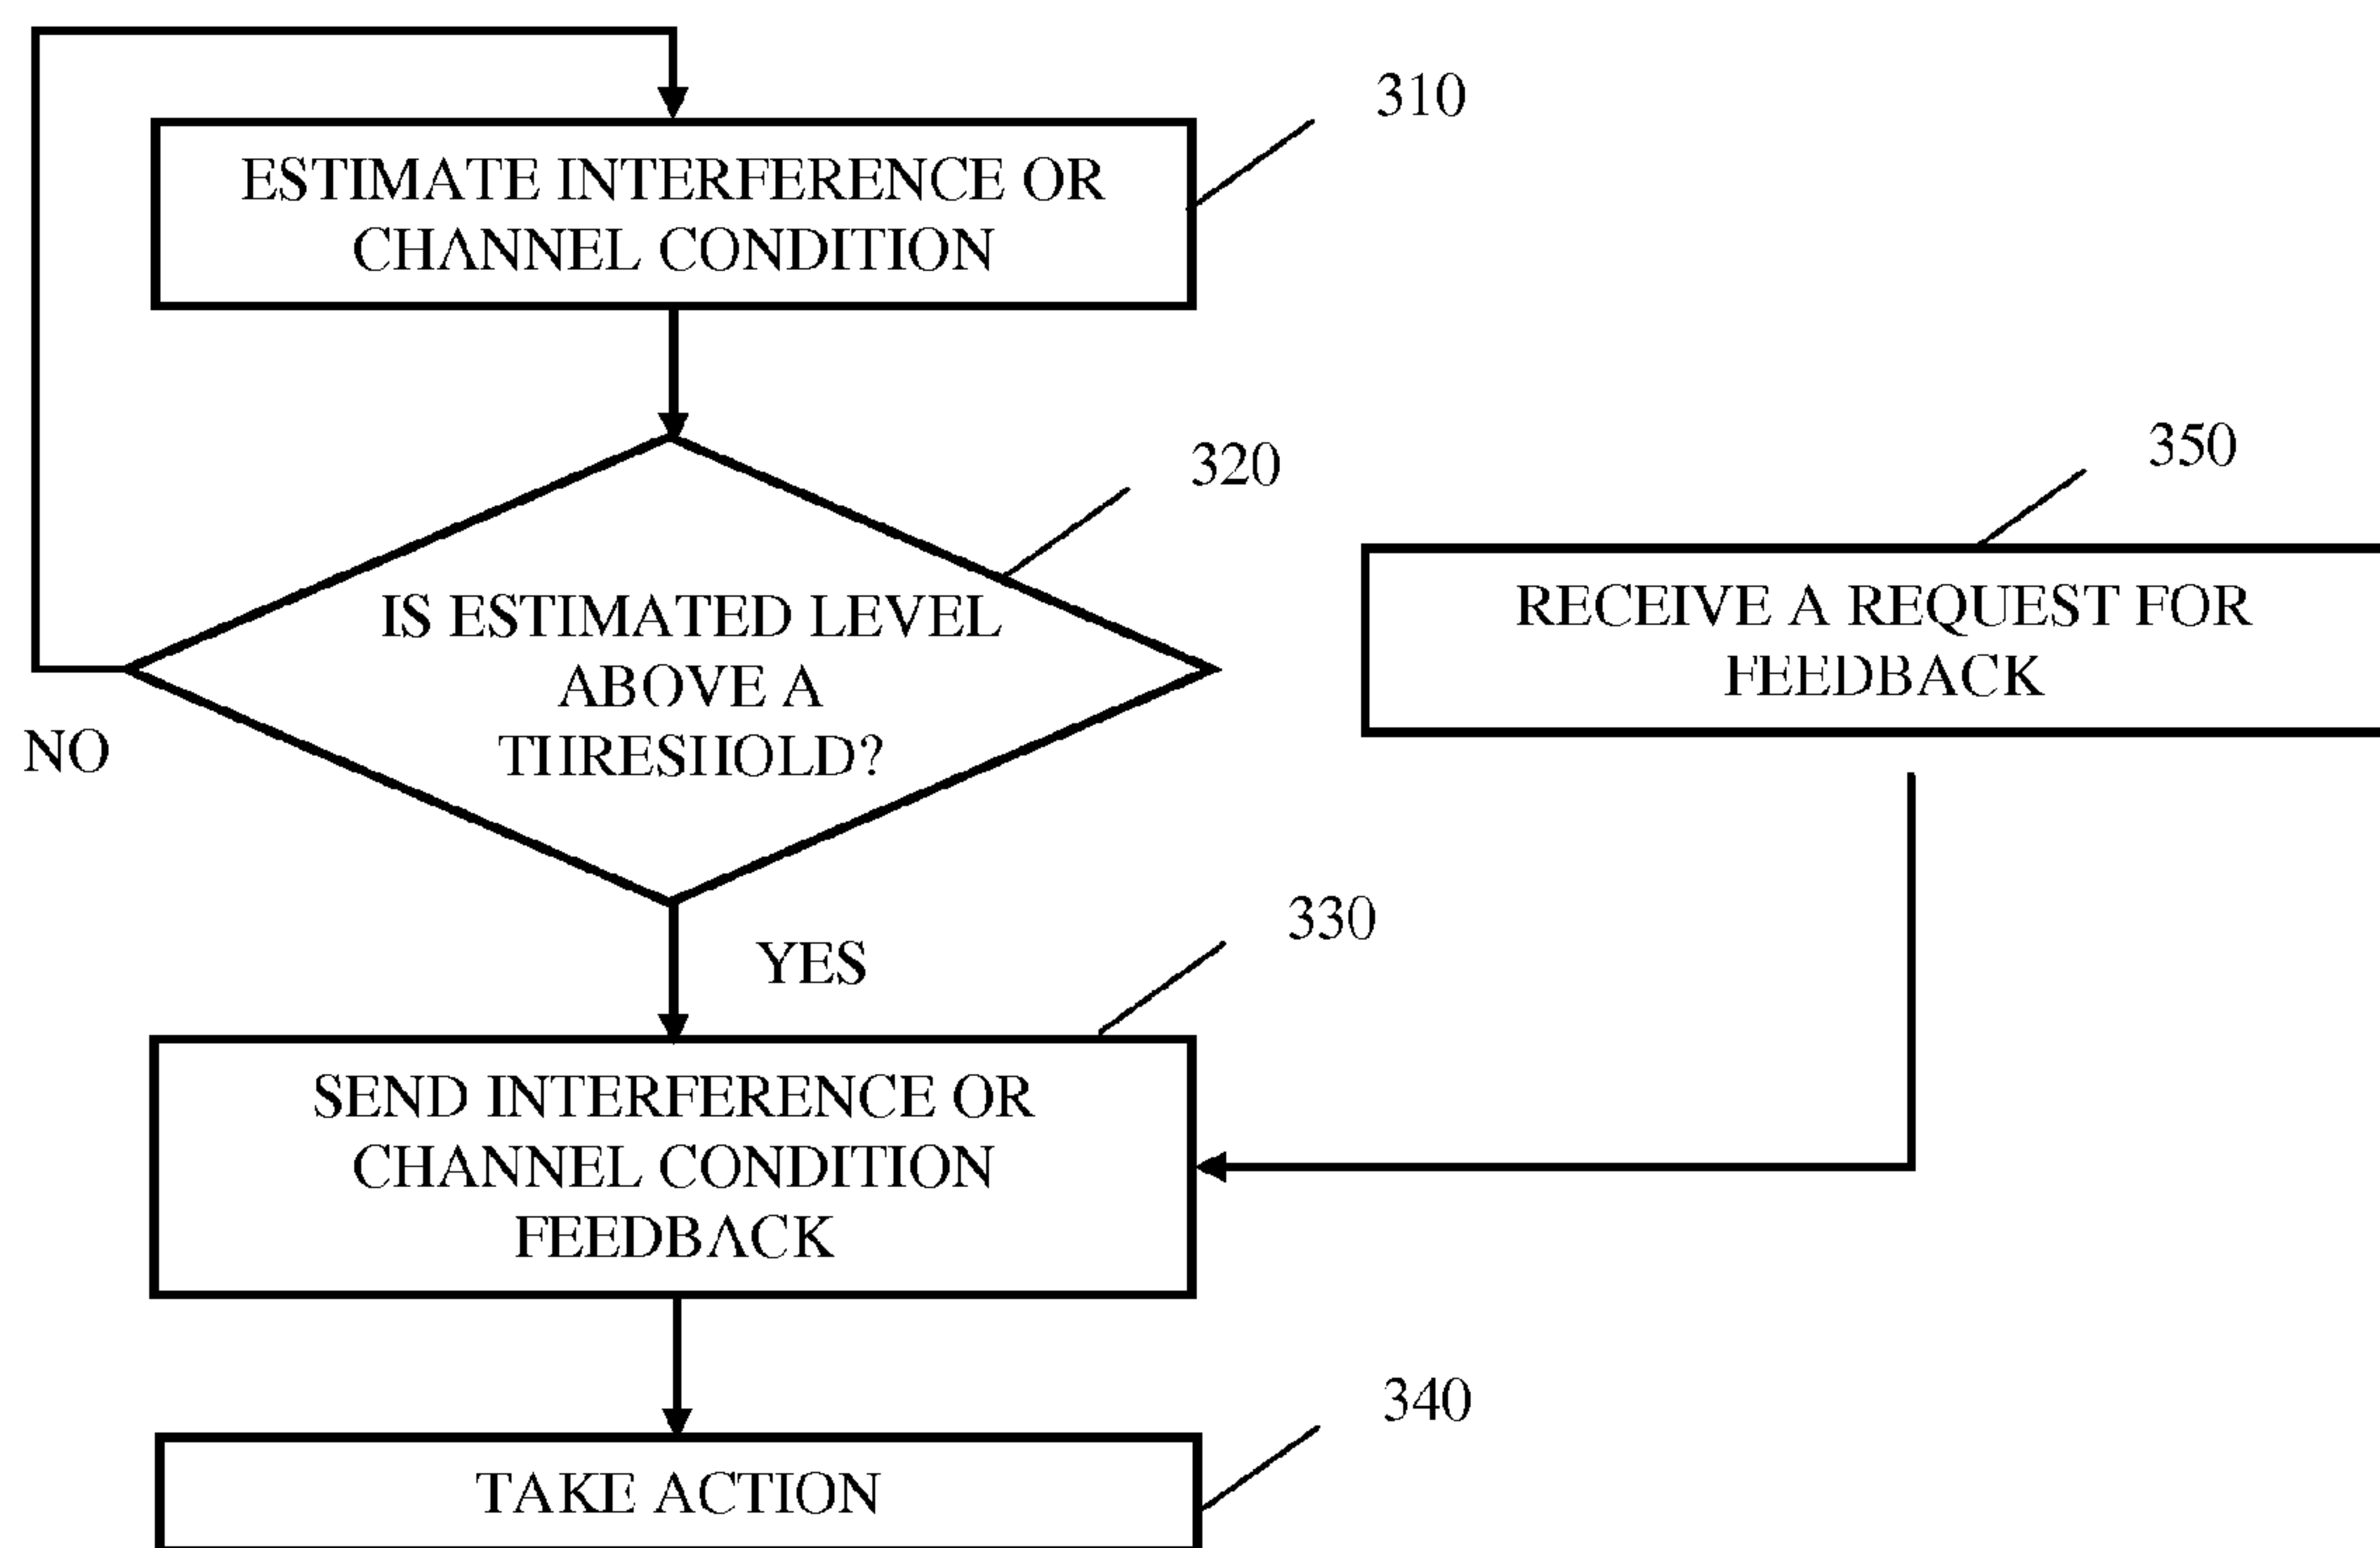 310
ESTIMATE INTERFERENCE OR
CHANNEL CONDITION
320
IS ESTIMATED LEVEL
ABOVE A
THRESHOLD?
NO
350
RECEIVE A REQUEST FOR
FEEDBACK
YES
330
SEND INTERFERENCE OR
CHANNEL CONDITION
FEEDBACK
340
TAKE ACTION